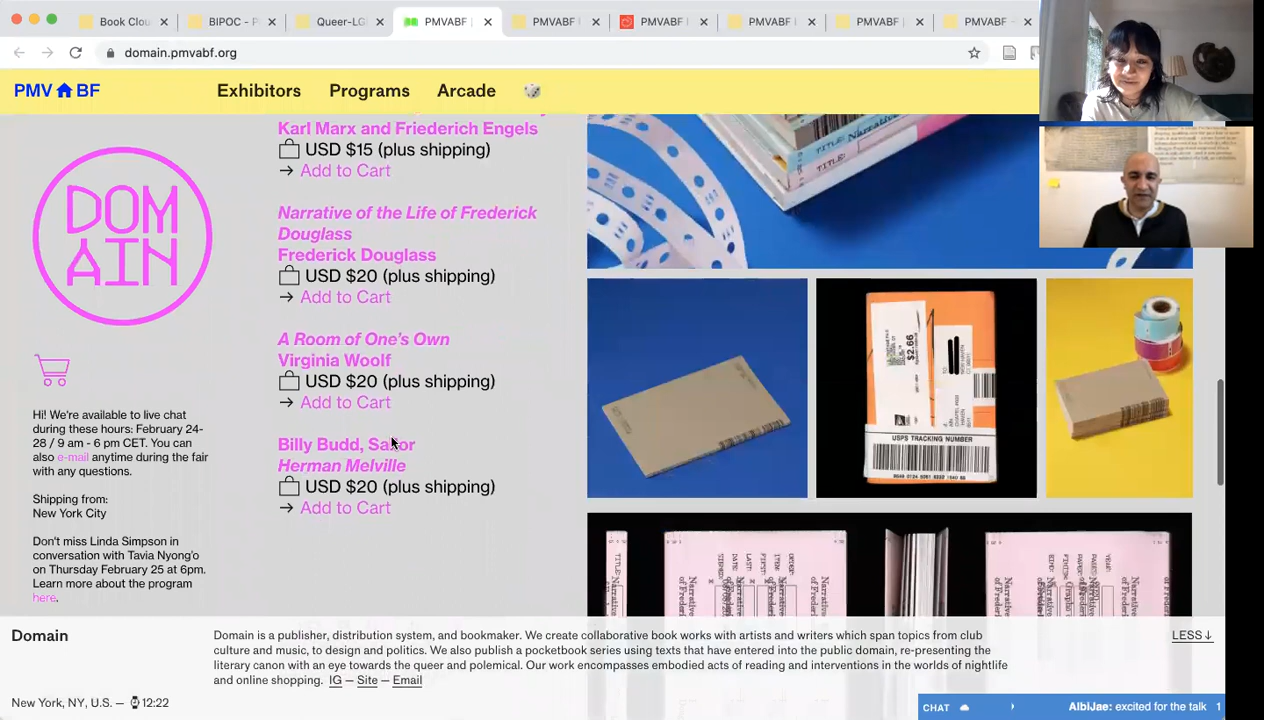 Book Clou
BIPOC - P
Queer-LG
PMVABF
PMVABF
PMVABF
PMVABF
PMVABF
PMVABF
domain.pmvabf.org
PMV BF
Exhibitors
Programs
Arcade
DOM
AIN
Hi! We're available to live chat
during these hours: February 24-
28 / 9 am - 6 pm CET. You can
also e-mail anytime during the fair
with any questions.
Shipping from:
New York City
Don't miss Linda Simpson in
conversation with Tavia Nyong'o
on Thursday February 25 at 6pm.
Learn more about the program
here.
Karl Marx and Friederich Engels
USD $15 (plus shipping)
→ Add to Cart
Narrative of the Life of Frederick
Douglass
Frederick Douglass
USD $20 (plus shipping)
→ Add to Cart
A Room of One's Own
Virginia Woolf
USD $20 (plus shipping)
→ Add to Cart
Billy Budd, Sailor
Herman Melville
USD $20 (plus shipping)
→ Add to Cart
TITLE: Narrative
TITLE:
$2.66
USPS TRACKING NUMBER
Narrative
of Frederi
Domain
Domain is a publisher, distribution system, and bookmaker. We create collaborative book works with artists and writers which span topics from club
culture and music, to design and politics. We also publish a pocketbook series using texts that have entered into the public domain, re-presenting the
literary canon with an eye towards the queer and polemical. Our work encompasses embodied acts of reading and interventions in the worlds of nightlife
and online shopping. IG — Site — Email
LESS↓
New York, NY, U.S. — 12:22
CHAT
AlbiJae: excited for the talk 1